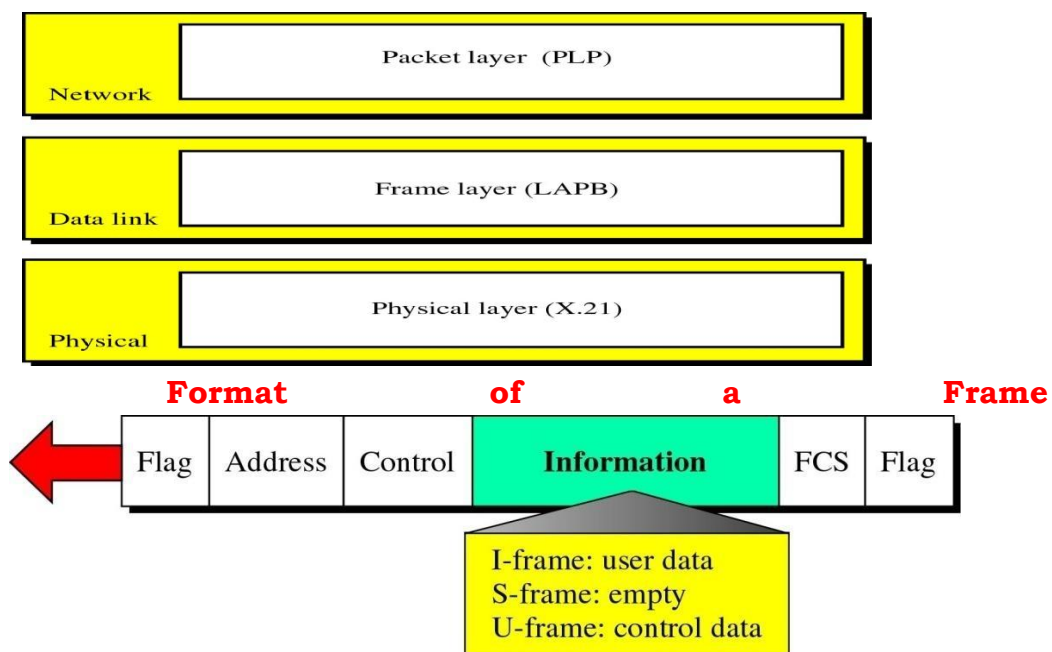 Packet layer (PLP)
Network
Frame layer (LAPB)
Data link
Physical layer (X.21)
Physical
Format of a Frame
Flag Address Control Information FCS Flag
I-frame: user data
S-frame: empty
U-frame: control data